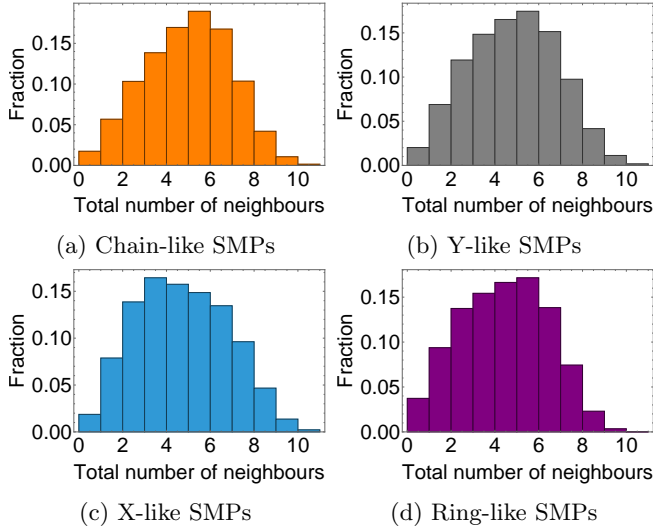 0.15
0.10
0.05
0.00
Fraction
0 2 4 6 8 10
Total number of neighbours
(a) Chain-like SMPs
0.15
0.10
0.05
0.00
Fraction
0 2 4 6 8 10
Total number of neighbours
(b) Y-like SMPs
0.15
0.10
0.05
0.00
Fraction
0 2 4 6 8 10
Total number of neighbours
(c) X-like SMPs
0.15
0.10
0.05
0.00
Fraction
0 2 4 6 8 10
Total number of neighbours
(d) Ring-like SMPs